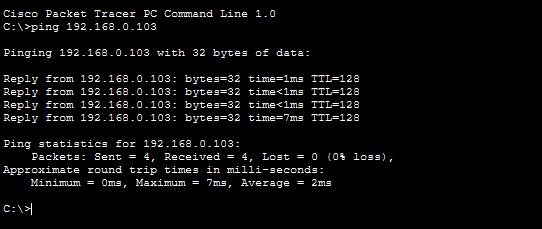 Cisco Packet Tracer PC Command Line 1.0
C:\>ping 192.168.0.103
Pinging 192.168.0.103 with 32 bytes of data:
Reply from 192.168.0.103: bytes=32 time=1ms TTL=128
Reply from 192.168.0.103: bytes=32 time<1ms TTL=128
Reply from 192.168.0.103: bytes=32 time<1ms TTL=128
Reply from 192.168.0.103: bytes=32 time=7ms TTL=128
Ping statistics for 192.168.0.103:
    Packets: Sent = 4, Received = 4, Lost = 0 (0% loss),
Approximate round trip times in milli-seconds:
    Minimum = 0ms, Maximum = 7ms, Average = 2ms
C:\>